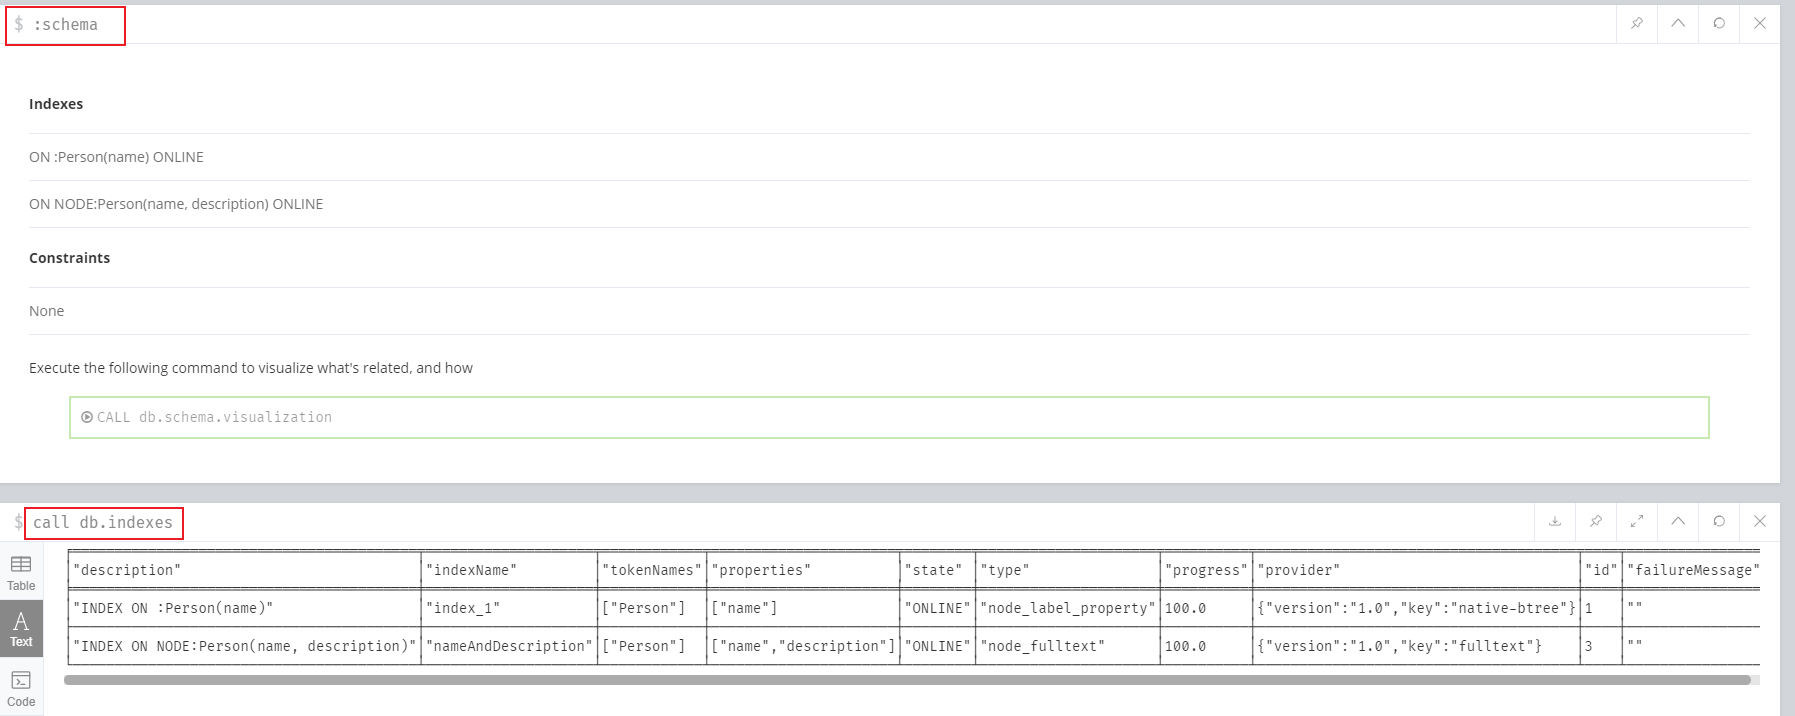 $ :schema
Indexes
ON :Person(name) ONLINE
ON NODE:Person(name, description) ONLINE
Constraints
None
Execute the following command to visualize what's related, and how
CALL db.schema.visualization
$ call db.indexes
Table
Text
Code
"description" "indexName" "tokenNames" "properties" "state" "type" "progress" "provider" "id" "failureMessage"
"INDEX ON :Person(name)" "index_1" ["Person"] ["name"] "ONLINE" "node_label_property" 100.0 {"version":"1.0","key":"native-btree"} 1 ""
"INDEX ON NODE:Person(name, description)" "nameAndDescription" ["Person"] ["name","description"] "ONLINE" "node_fulltext" 100.0 {"version":"1.0","key":"fulltext"} 3 ""